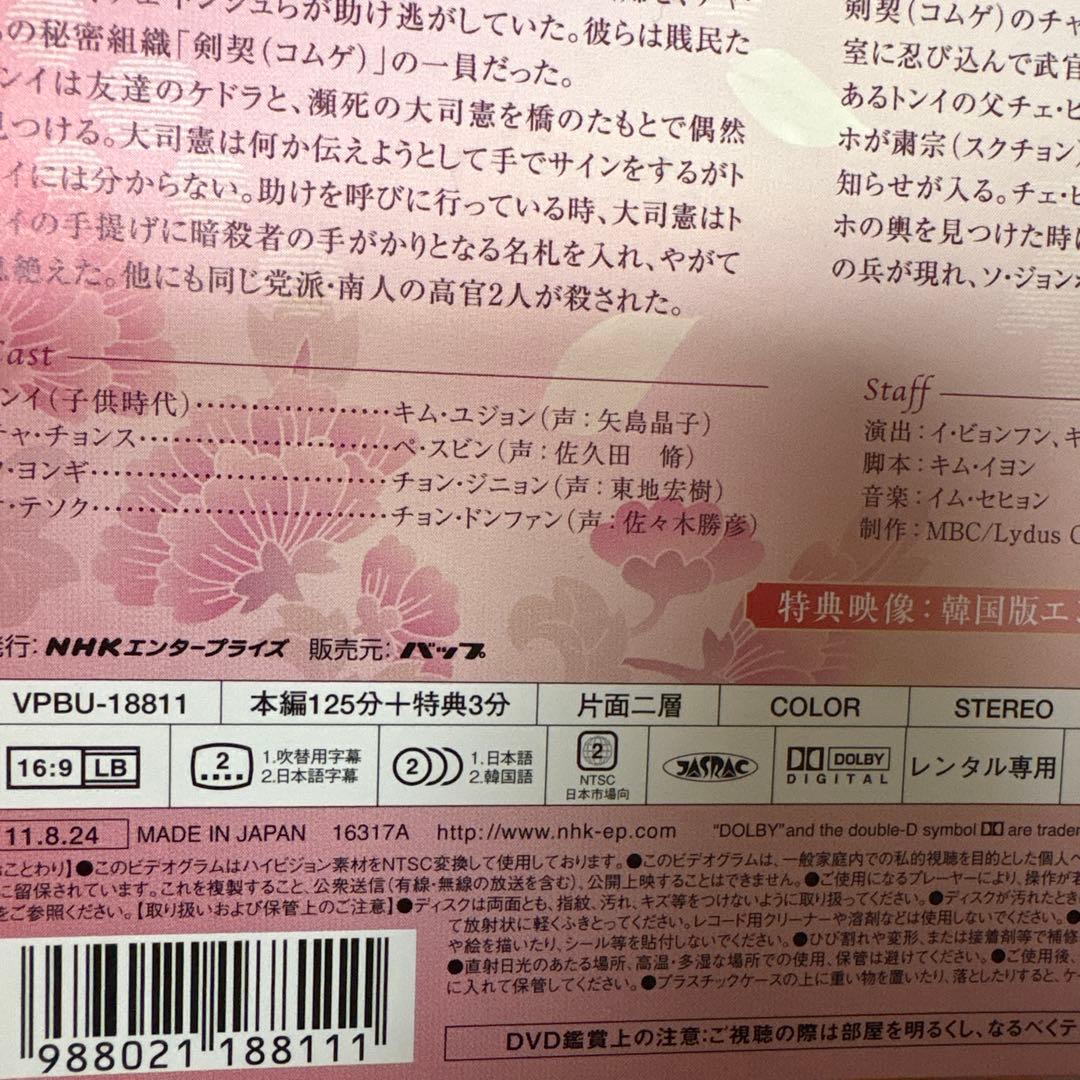 らが助け逃がしていた。彼らは賎民た
の秘密組織「剣契(コムゲ)」の一員だった。
ンイは友達のケドラと、瀕死の大司憲を橋のたもとで偶然
見つける。大司憲は何か伝えようとして手でサインをするがト
イには分からない。助けを呼びに行っている時、大司憲はト
イの手提げに暗殺者の手がかりとなる名札を入れ、やがて
絶えた。他にも同じ党派・南人の高官2人が殺された。
剣契(コムゲ)のチャ
室に忍び込んで武官
あるトンイの父チェ・ヒ
ホが粛宗(スクチョン)
知らせが入る。チェ・ヒ
ホの輿を見つけた時に
の兵が現れ、ソ・ジョンホ
Cast
ンイ(子供時代)‥‥‥‥‥‥‥キム・ユジョン(声:矢島晶子)
チャ・チョンス‥‥‥‥‥‥‥‥‥ペ・スビン(声:佐久田 脩)
ソ・ヨンギ‥‥‥‥‥‥‥‥‥‥チョン・ジニョン(声:東地宏樹)
オ・テソク‥‥‥‥‥‥‥‥‥‥チョン・ドンファン(声:佐々木勝彦)
Staff
演出:イ・ビョンフン、キ
脚本:キム・イヨン
音楽:イム・セヒョン
制作:MBC/Lydus C
特典映像:韓国版エン
発行:NHKエンタープライズ 販売元:バップ
VPBU-18811 本編125分+特典3分 片面二層 COLOR STEREO
16:9 LB 2 1.吹替用字幕 2.日本語字幕 2 1.日本語 2.韓国語 2 NTSC 日本市場向 JASRAC DOLBY DIGITAL レンタル専用
11.8.24 MADE IN JAPAN 16317A http://www.nhk-ep.com "DOLBY"and the double-D symbol are trade
おことわり】●このビデオグラムはハイビジョン素材をNTSC変換して使用しております。●このビデオグラムは、一般家庭内での私的視聴を目的とした個人
に留保されています。これを複製すること、公衆送信(有線・無線の放送を含む)、公開上映することはできません。●ご使用になるプレーヤーにより、操作が
をご参照ください。【取り扱いおよび保管上のご注意】●ディスクは両面とも、指紋、汚れ、キズ等をつけないように取り扱ってください。●ディスクが汚れたとき
て放射状に軽くふきとってください。レコード用クリーナーや溶剤などは使用しないでください。●
や絵を描いたり、シール等を貼付しないでください。●ひび割れや変形、または接着剤等で補修
●直射日光のあたる場所、高温・多湿な場所での使用、保管は避けてください。●ご使用後、
に入れて保管してください。●プラスチックケースの上に重い物を置いたり、落としたりすると、ケ
988021 188111
DVD鑑賞上の注意:ご視聴の際は部屋を明るくし、なるべくテ